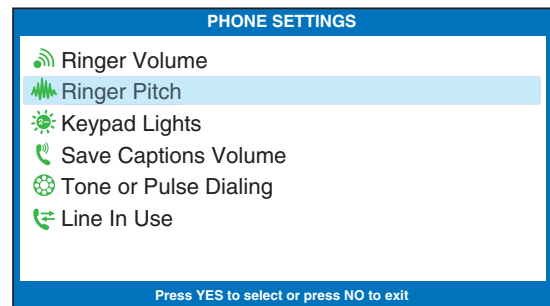 PHONE SETTINGS
Ringer Volume
Ringer Pitch
Keypad Lights
Save Captions Volume
Tone or Pulse Dialing
Line In Use
Press YES to select or press NO to exit